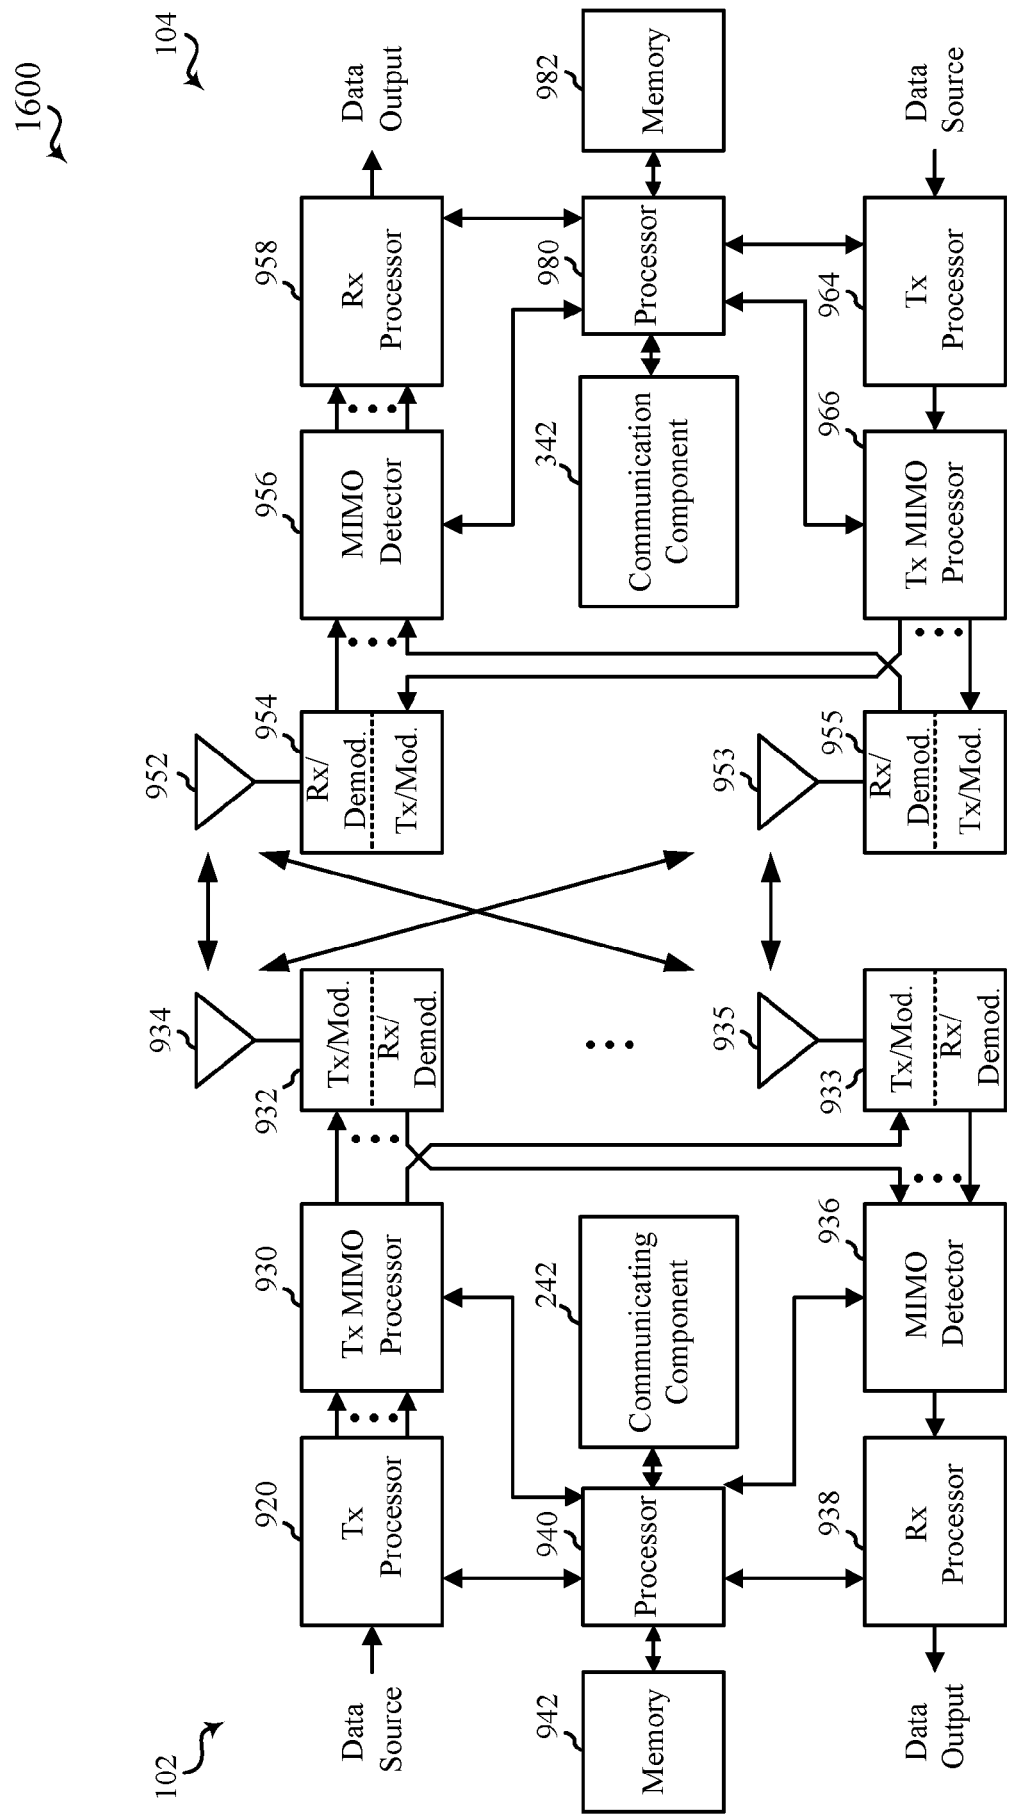 1600
102
104
Data
Source
920
Tx
Processor
930
Tx MIMO
Processor
932
Tx/Mod.
Rx/
Demod.
934
952
954
Rx/
Demod.
Tx/Mod.
956
MIMO
Detector
958
Rx
Processor
Data
Output
942
Memory
940
Processor
242
Communicating
Component
342
Communication
Component
980
Processor
982
Memory
Data
Output
938
Rx
Processor
936
MIMO
Detector
933
Tx/Mod.
Rx/
Demod.
935
953
955
Rx/
Demod.
Tx/Mod.
966
Tx MIMO
Processor
964
Tx
Processor
Data
Source